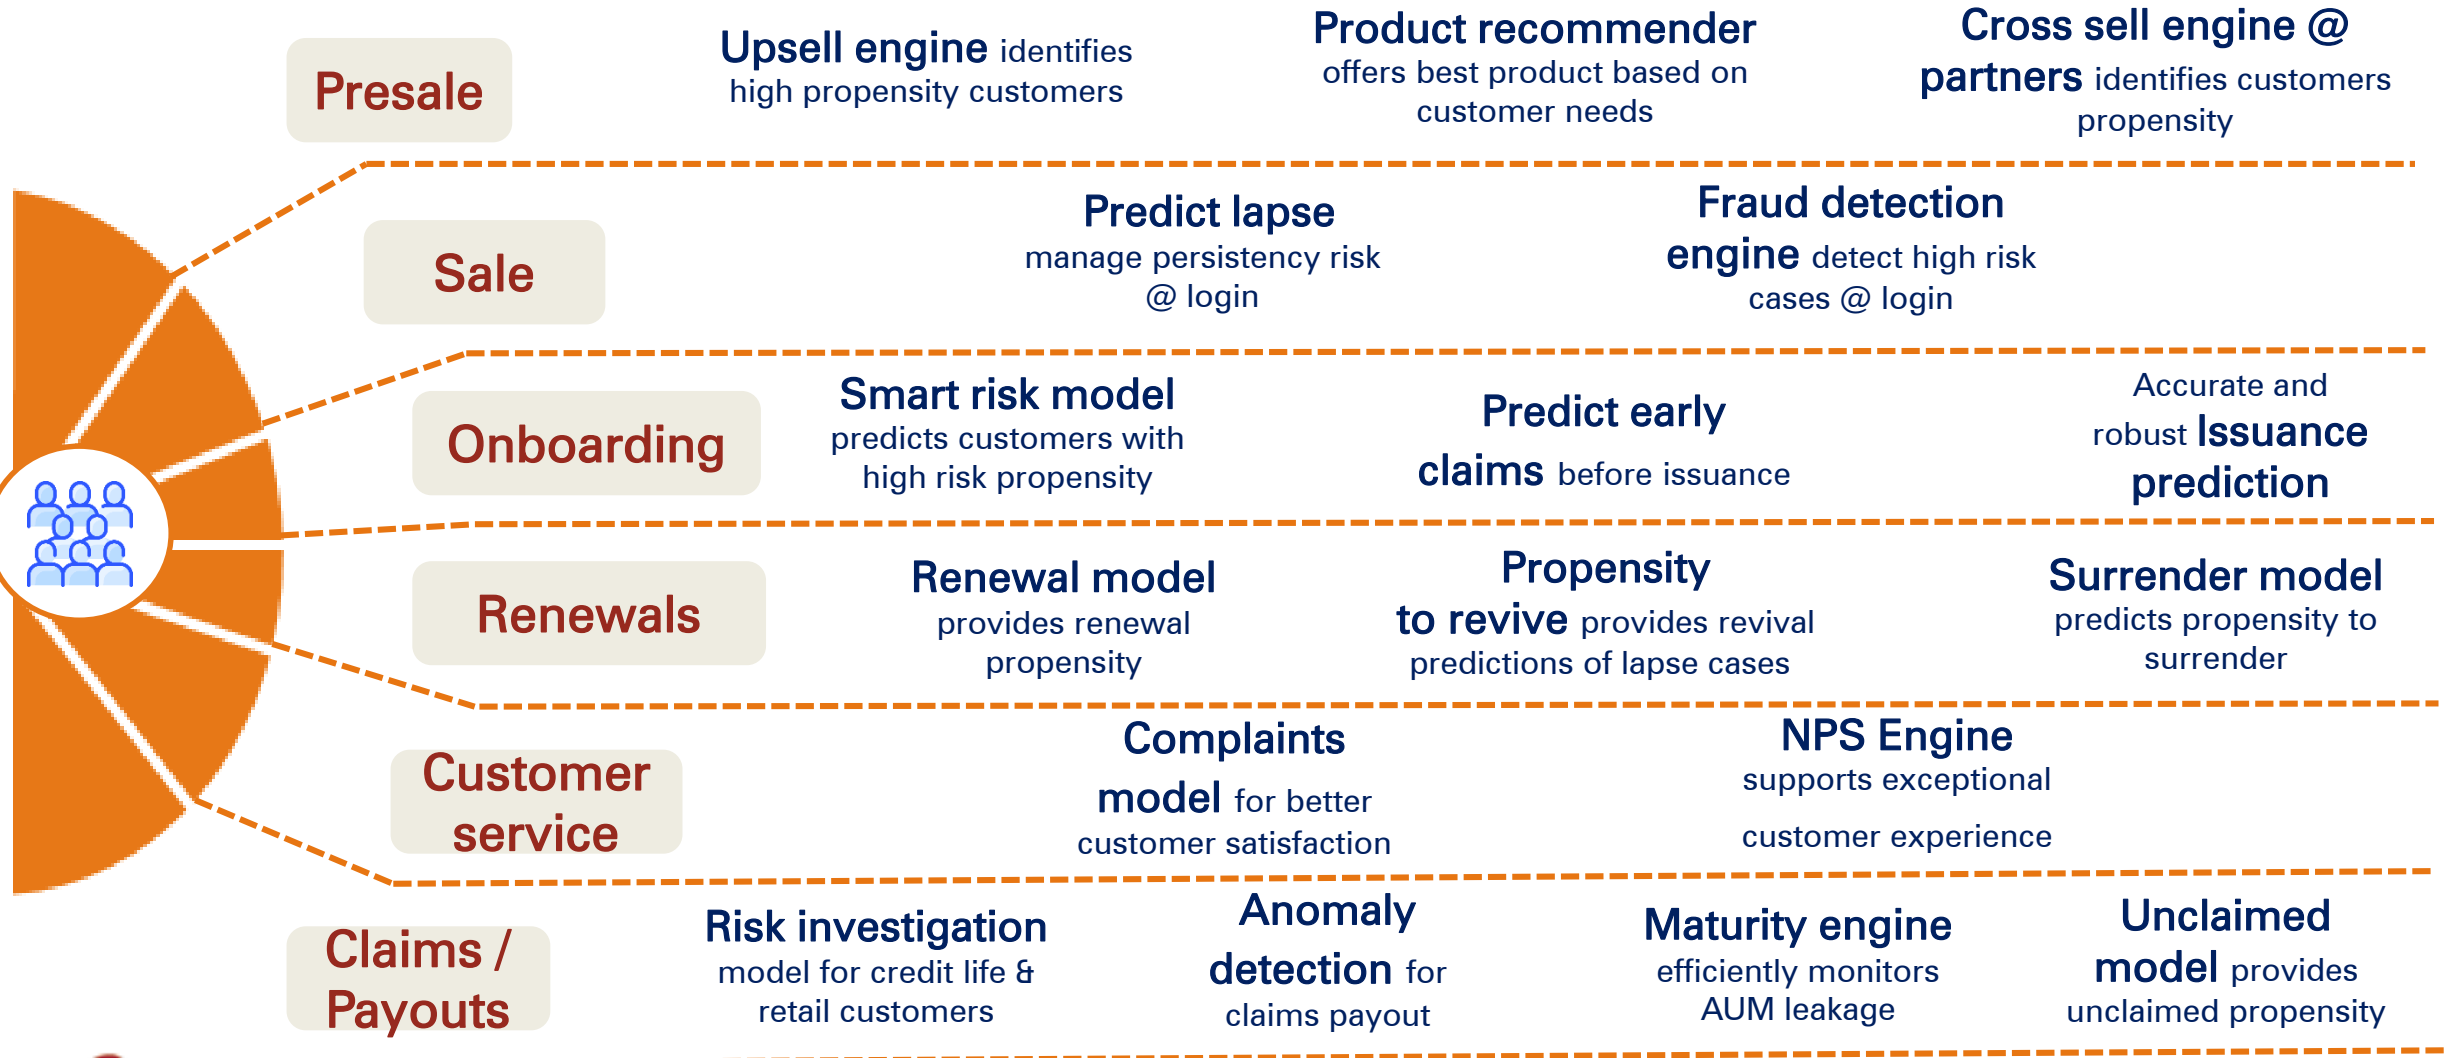 Presale
Upsell engine identifies
high propensity customers
Product recommender
offers best product based on
customer needs
Cross sell engine @
partners identifies customers
propensity
Sale
Predict lapse
manage persistency risk
@ login
Fraud detection
engine detect high risk
cases @ login
Onboarding
Smart risk model
predicts customers with
high risk propensity
Predict early
claims before issuance
Accurate and
robust Issuance
prediction
Renewals
Renewal model
provides renewal
propensity
Propensity
to revive provides revival
predictions of lapse cases
Surrender model
predicts propensity to
surrender
Customer
service
Complaints
model for better
customer satisfaction
NPS Engine
supports exceptional
customer experience
Claims /
Payouts
Risk investigation
model for credit life &
retail customers
Anomaly
detection for
claims payout
Maturity engine
efficiently monitors
AUM leakage
Unclaimed
model provides
unclaimed propensity